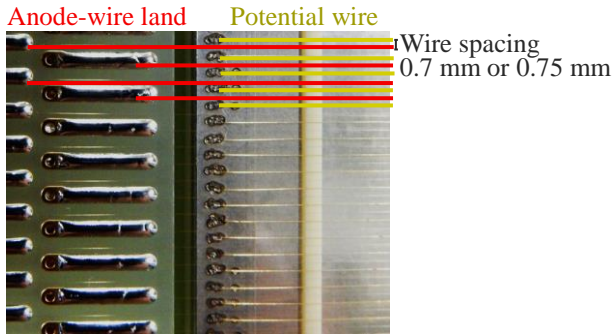 Anode-wire land
Potential wire
Wire spacing
0.7 mm or 0.75 mm